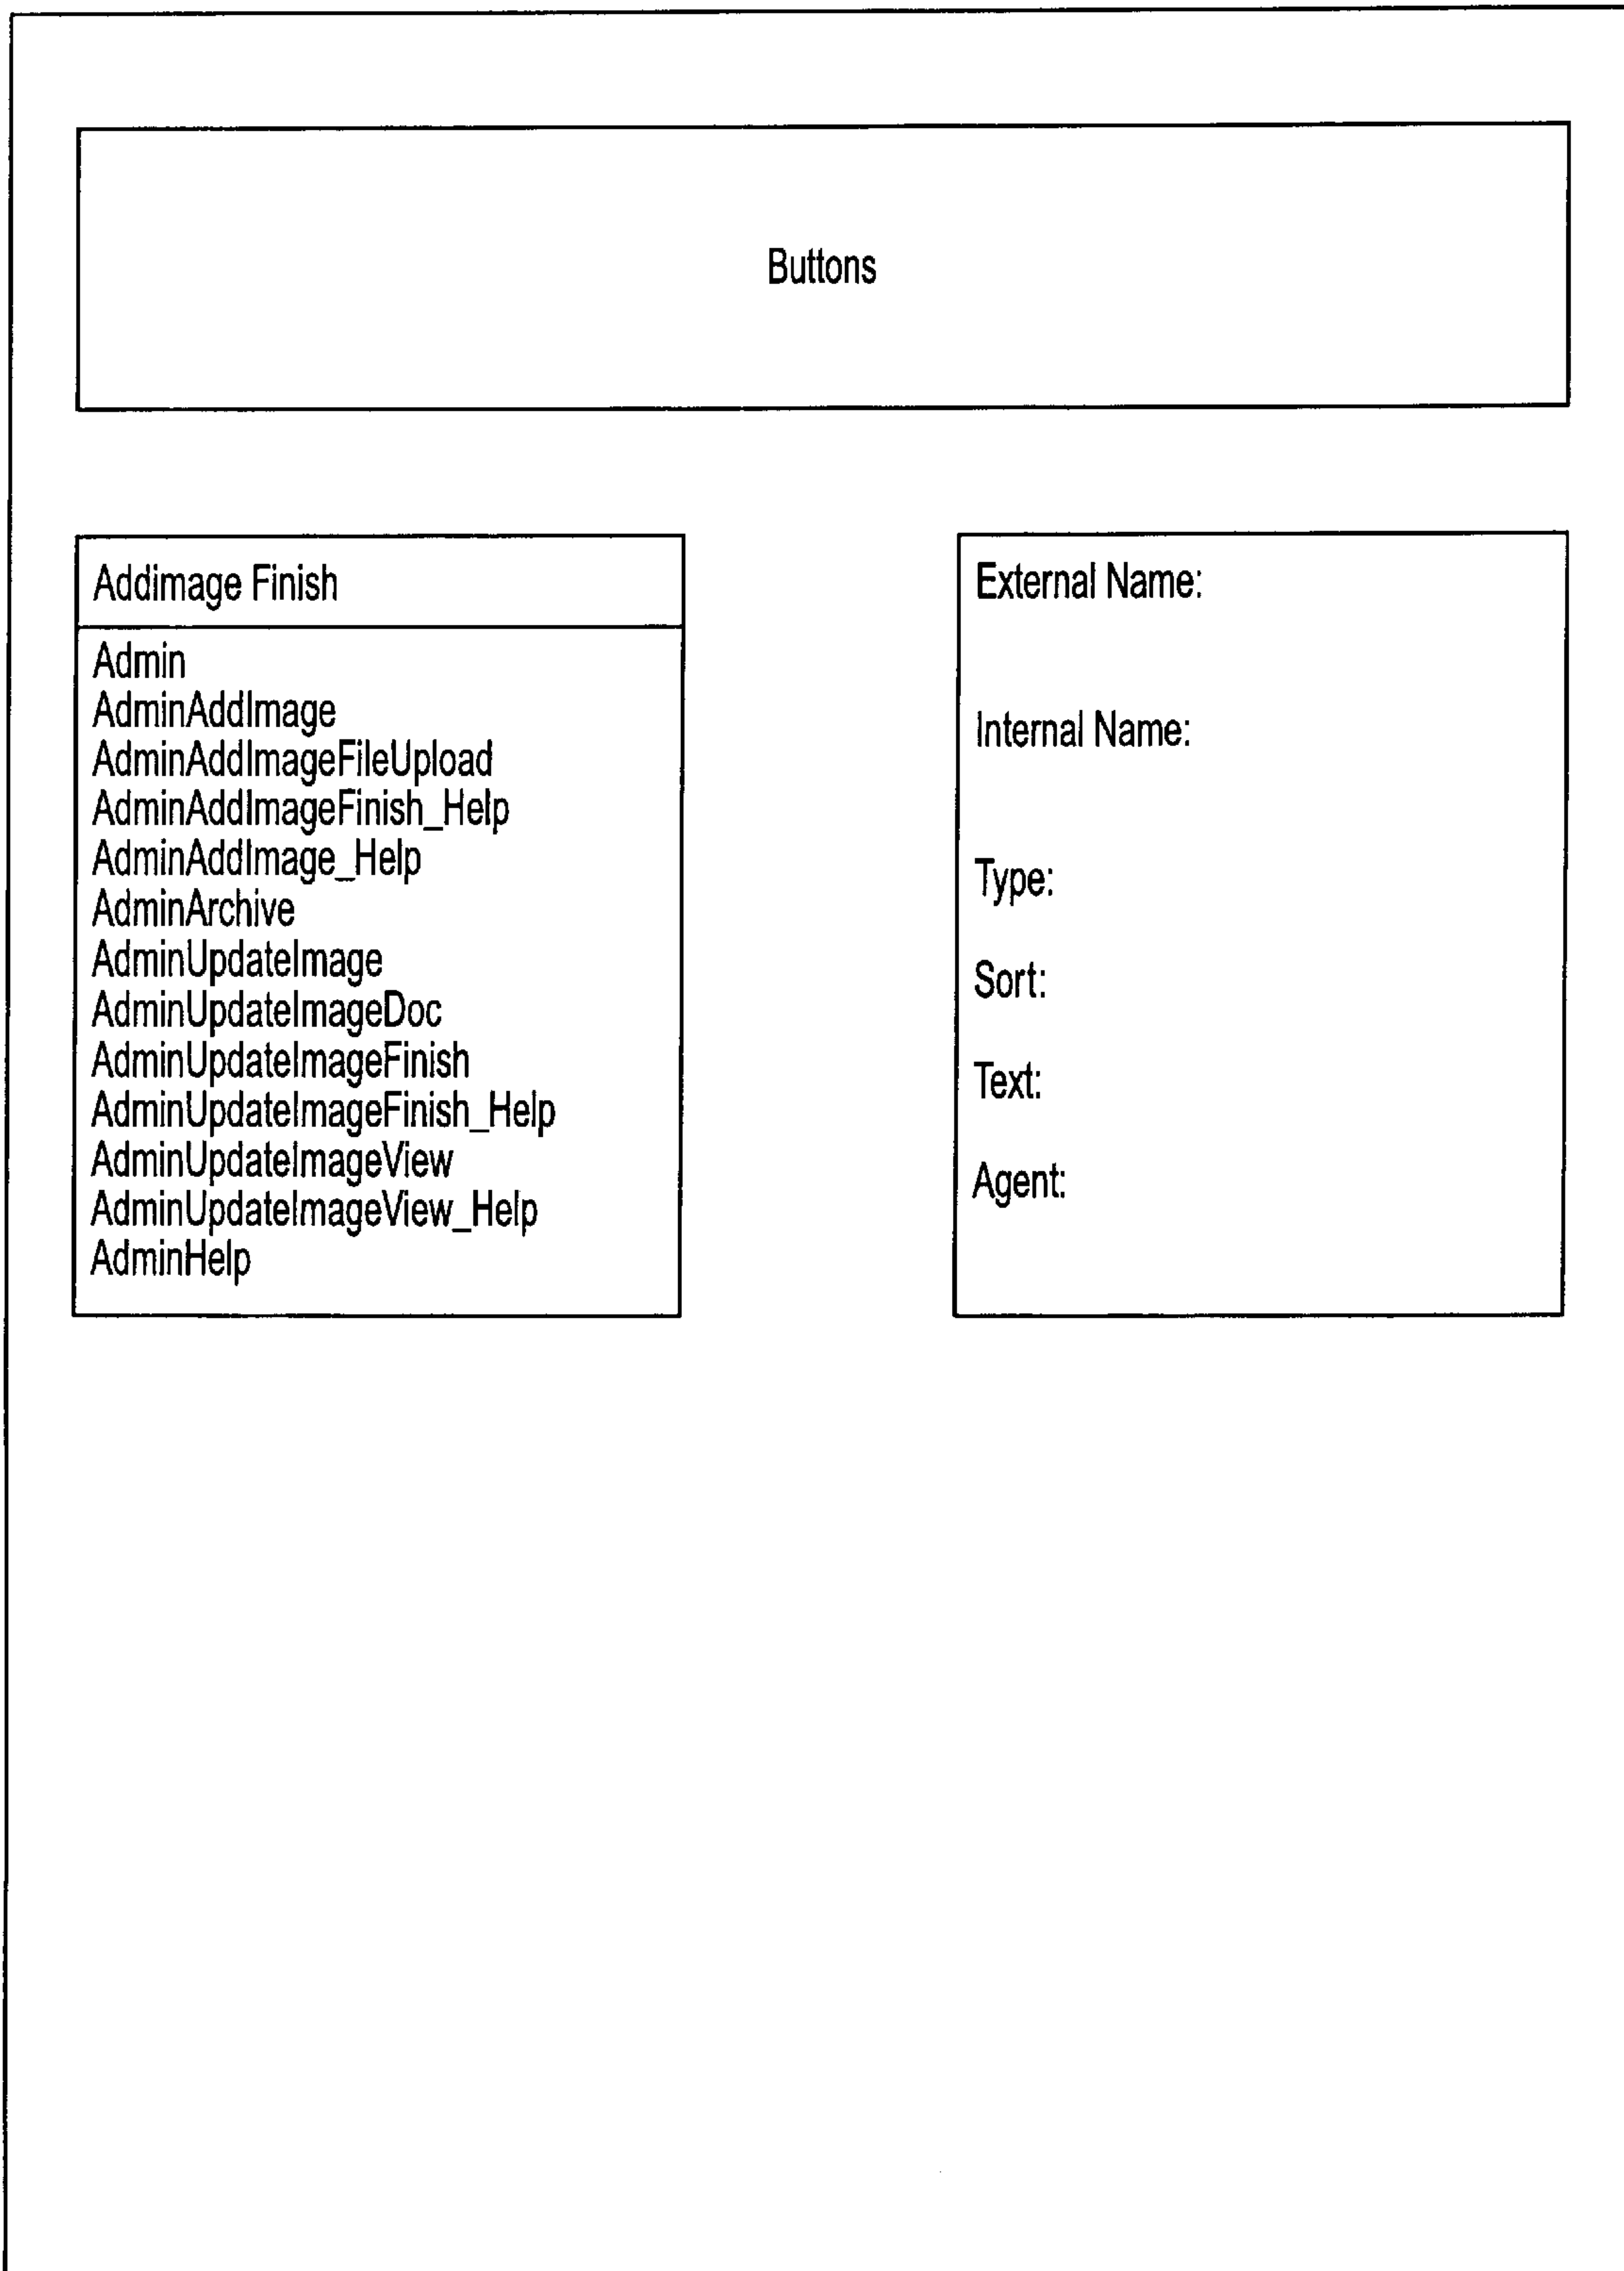 Buttons
Addimage Finish
Admin
AdminAddImage
AdminAddImageFileUpload
AdminAddImageFinish_Help
AdminAddImage_Help
AdminArchive
AdminUpdateImage
AdminUpdateImageDoc
AdminUpdateImageFinish
AdminUpdateImageFinish_Help
AdminUpdateImageView
AdminUpdateImageView_Help
AdminHelp
External Name:
Internal Name:
Type:
Sort:
Text:
Agent: